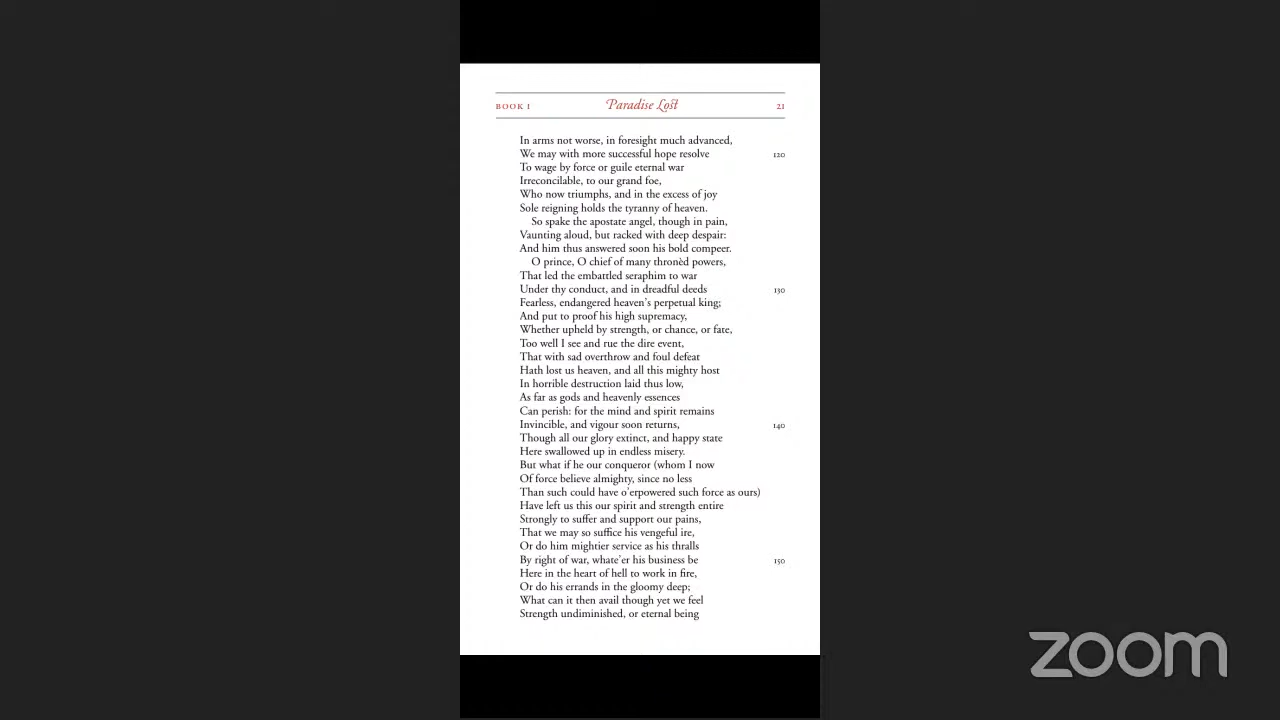 BOOK I Paradise Lost 21
In arms not worse, in foresight much advanced,
We may with more successful hope resolve 120
To wage by force or guile eternal war
Irreconcilable, to our grand foe,
Who now triumphs, and in the excess of joy
Sole reigning holds the tyranny of heaven.
So spake the apostate angel, though in pain,
Vaunting aloud, but racked with deep despair:
And him thus answered soon his bold compeer.
O prince, O chief of many thronèd powers,
That led the embattled seraphim to war
Under thy conduct, and in dreadful deeds 130
Fearless, endangered heaven's perpetual king;
And put to proof his high supremacy,
Whether upheld by strength, or chance, or fate,
Too well I see and rue the dire event,
That with sad overthrow and foul defeat
Hath lost us heaven, and all this mighty host
In horrible destruction laid thus low,
As far as gods and heavenly essences
Can perish: for the mind and spirit remains
Invincible, and vigour soon returns, 140
Though all our glory extinct, and happy state
Here swallowed up in endless misery.
But what if he our conqueror (whom I now
Of force believe almighty, since no less
Than such could have o'erpowered such force as ours)
Have left us this our spirit and strength entire
Strongly to suffer and support our pains,
That we may so suffice his vengeful ire,
Or do him mightier service as his thralls
By right of war, whate'er his business be 150
Here in the heart of hell to work in fire,
Or do his errands in the gloomy deep;
What can it then avail though yet we feel
Strength undiminished, or eternal being
zoom